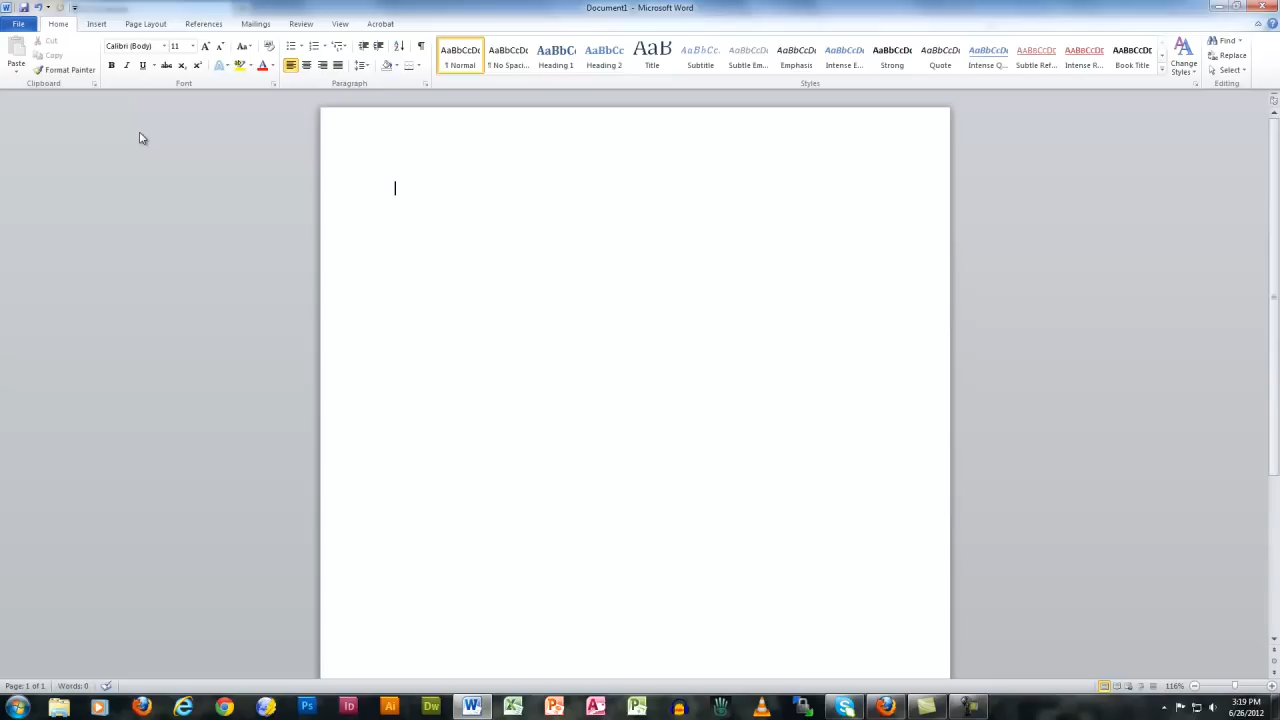 Document1 - Microsoft Word
File Home Insert Page Layout References Mailings Review View Acrobat
Paste Cut Copy Format Painter
Calibri (Body) 11
AaBbCcDc AaBbCcDc AaBbC AaBbCc AaB AaBbCc. AaBbCcDc AaBbCcDc AaBbCcDc AaBbCcDc AaBbCcDc AaBbCcDc AaBbCcDc AaBbCcDc AaBbCcDc
¶ Normal ¶ No Spaci... Heading 1 Heading 2 Title Subtitle Subtle Em... Emphasis Intense E... Strong Quote Intense Q... Subtle Ref... Intense R... Book Title
Change Styles
Find
Replace
Select
Clipboard Font Paragraph Styles Editing
Page: 1 of 1 Words: 0 116%
3:19 PM
6/26/2012